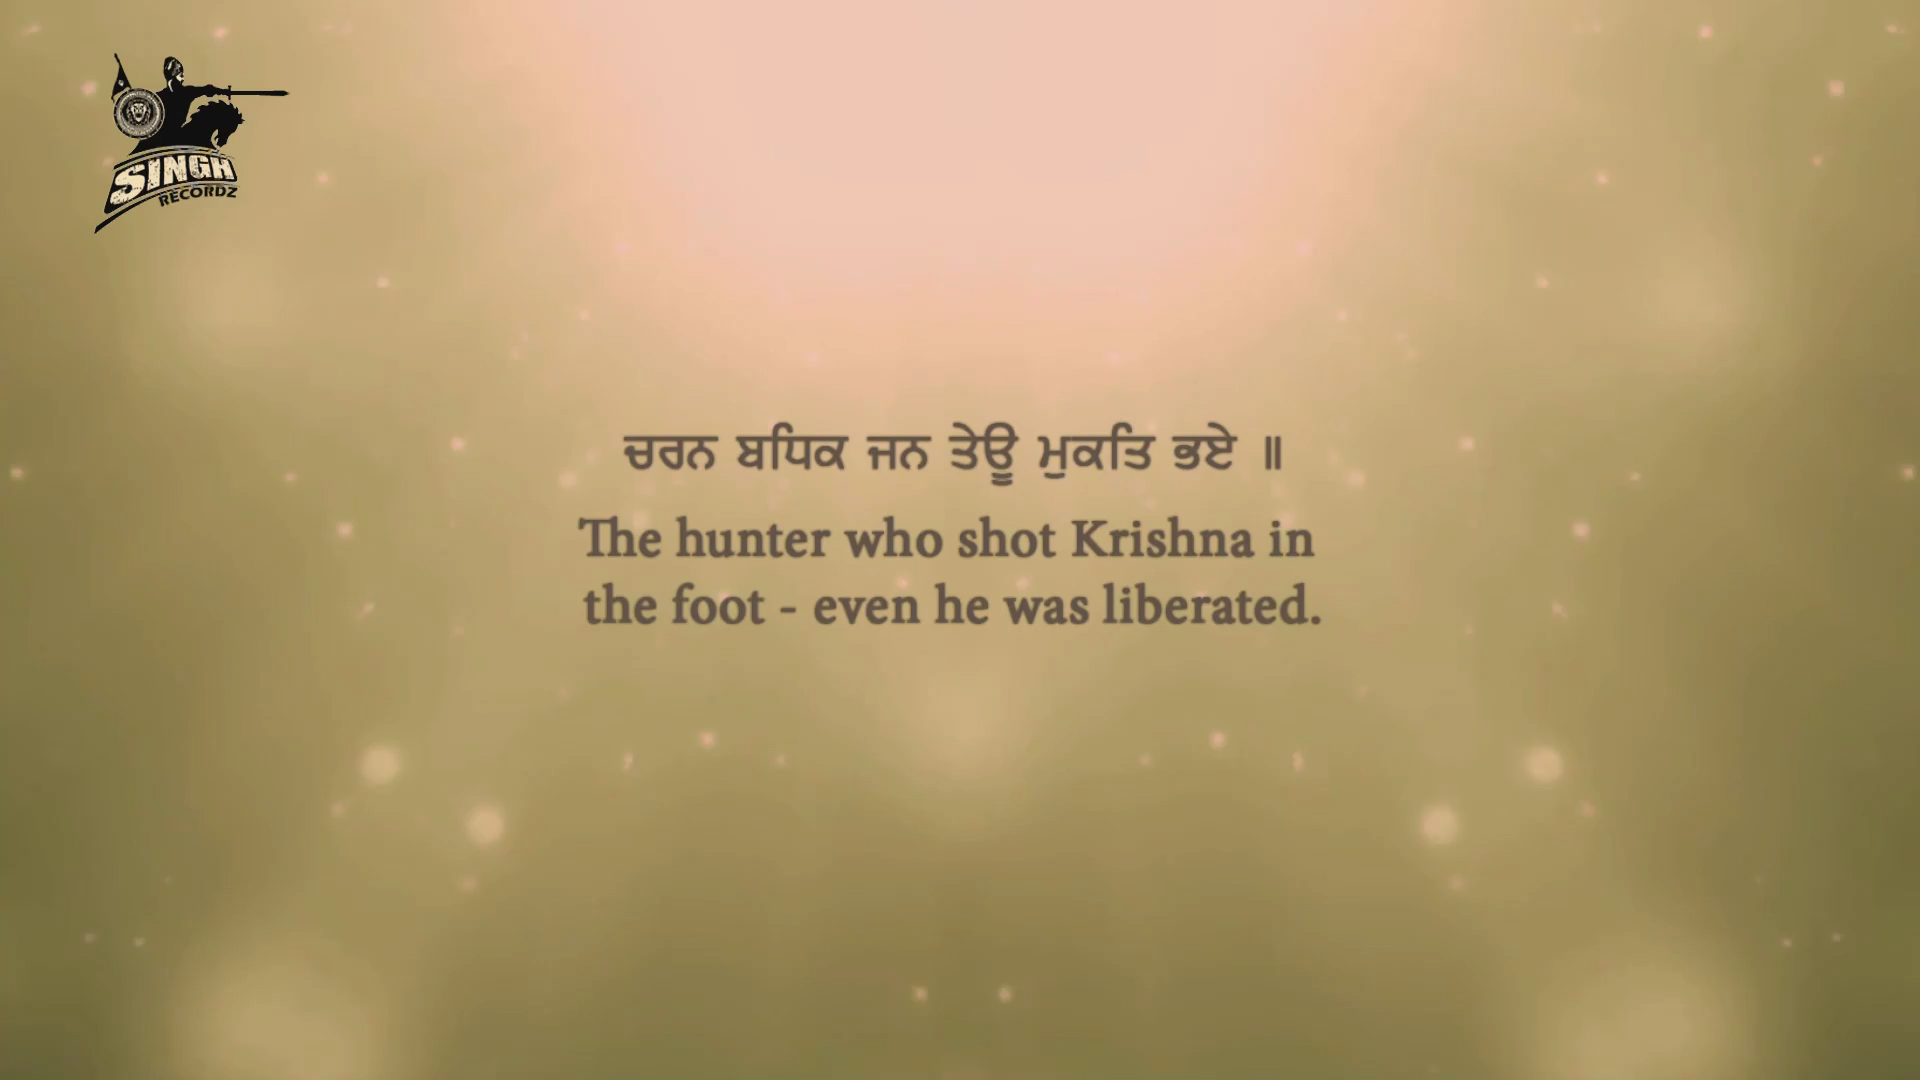 SINGH
RECORDZ
ਚਰਨ ਬਧਿਕ ਜਨ ਤੇਊ ਮੁਕਤਿ ਭਏ ॥
The hunter who shot Krishna in
the foot - even he was liberated.